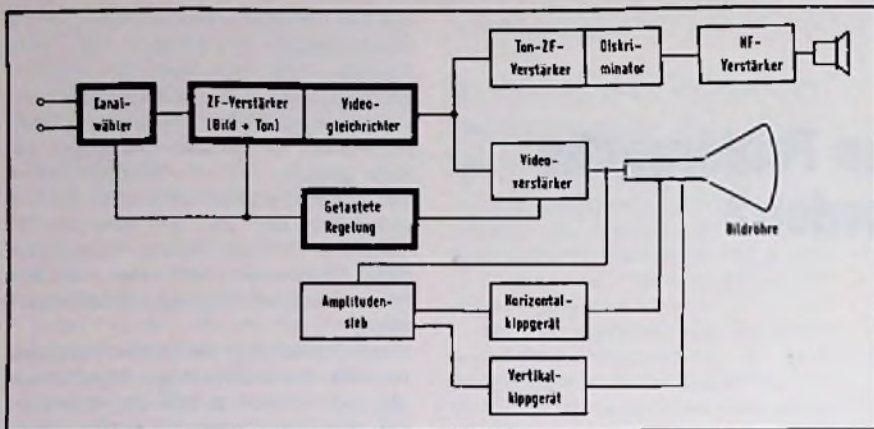 Kanal-
wähler
ZF-Verstärker
(Bild + Ton)
Video-
gleichrichter
Ton-ZF-
Verstärker
Diskri-
minator
NF-
Verstärker
Video-
verstärker
Bildröhre
Getastete
Regelung
Amplituden-
sieb
Horizontal-
kippgerät
Vertikal-
kippgerät